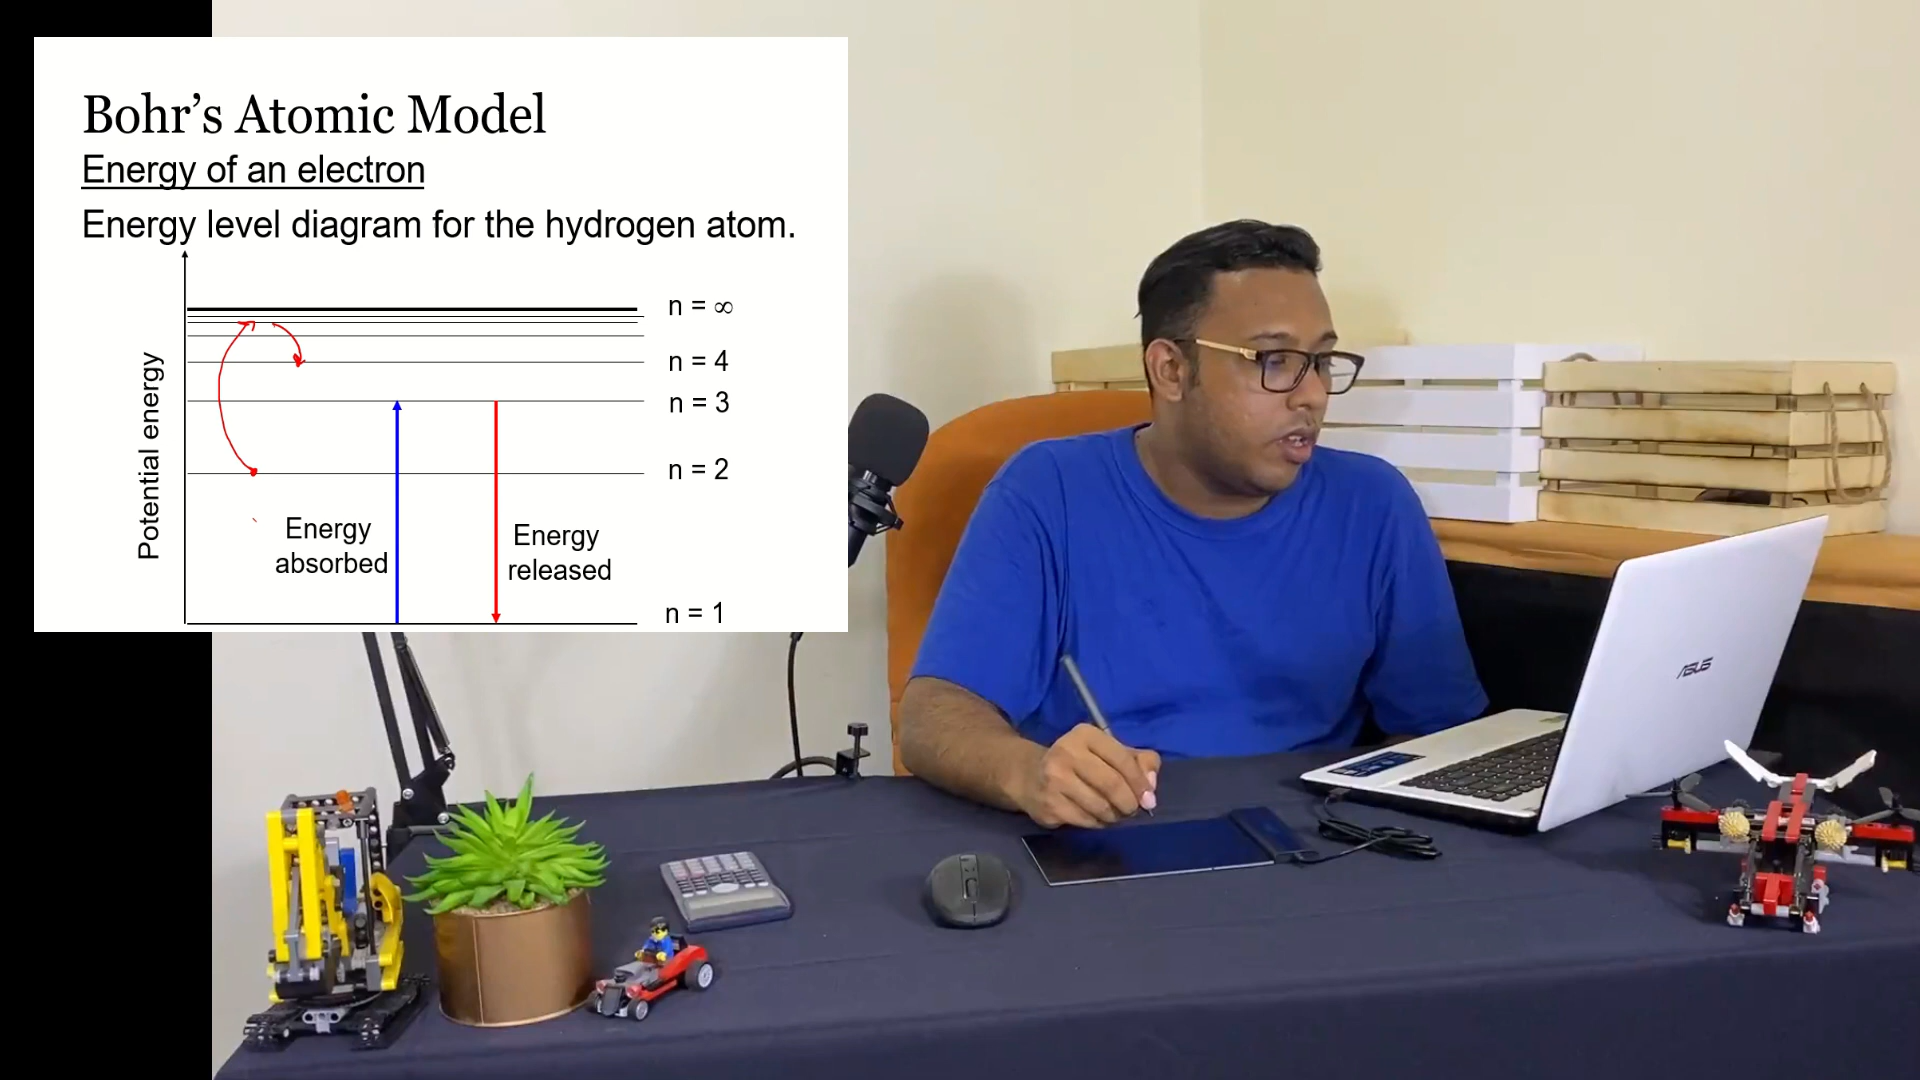 Bohr’s Atomic Model
Energy of an electron
Energy level diagram for the hydrogen atom.
Potential energy
n = ∞
n = 4
n = 3
n = 2
Energy
absorbed
Energy
released
n = 1
ASUS